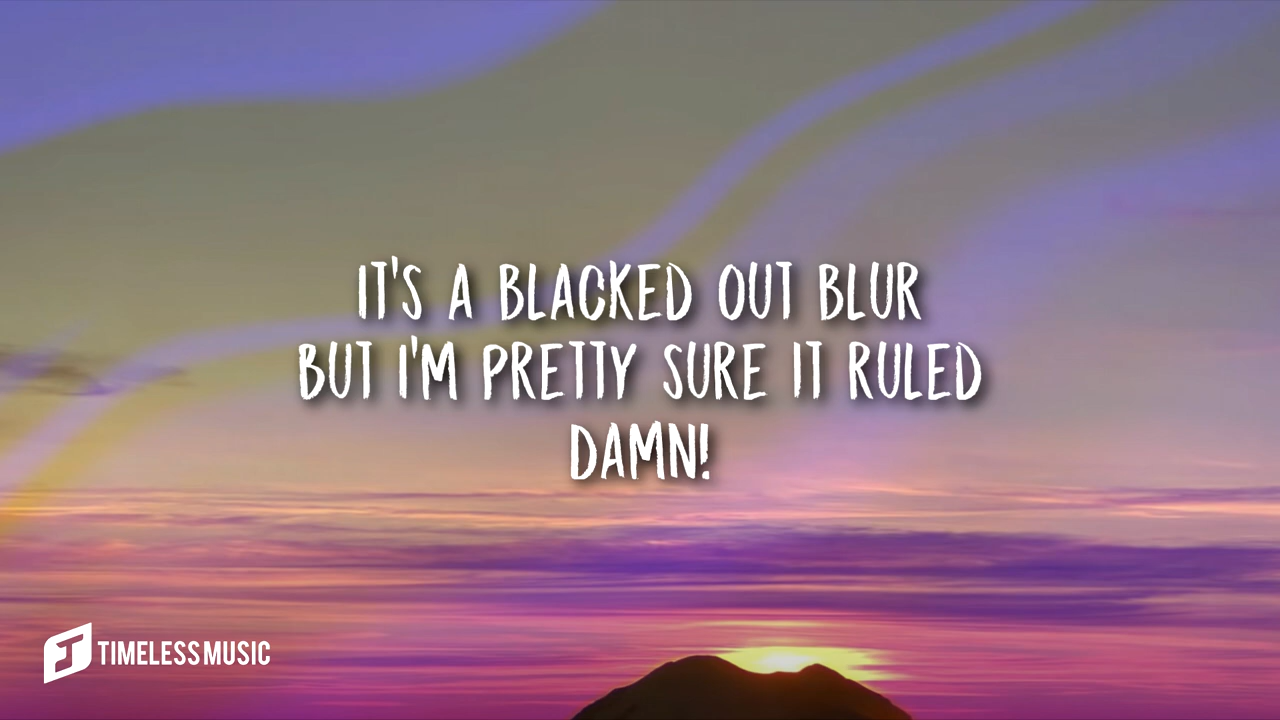 IT'S A BLACKED OUT BLUR
BUT I'M PRETTY SURE IT RULED
DAMN!
TIMELESS MUSIC